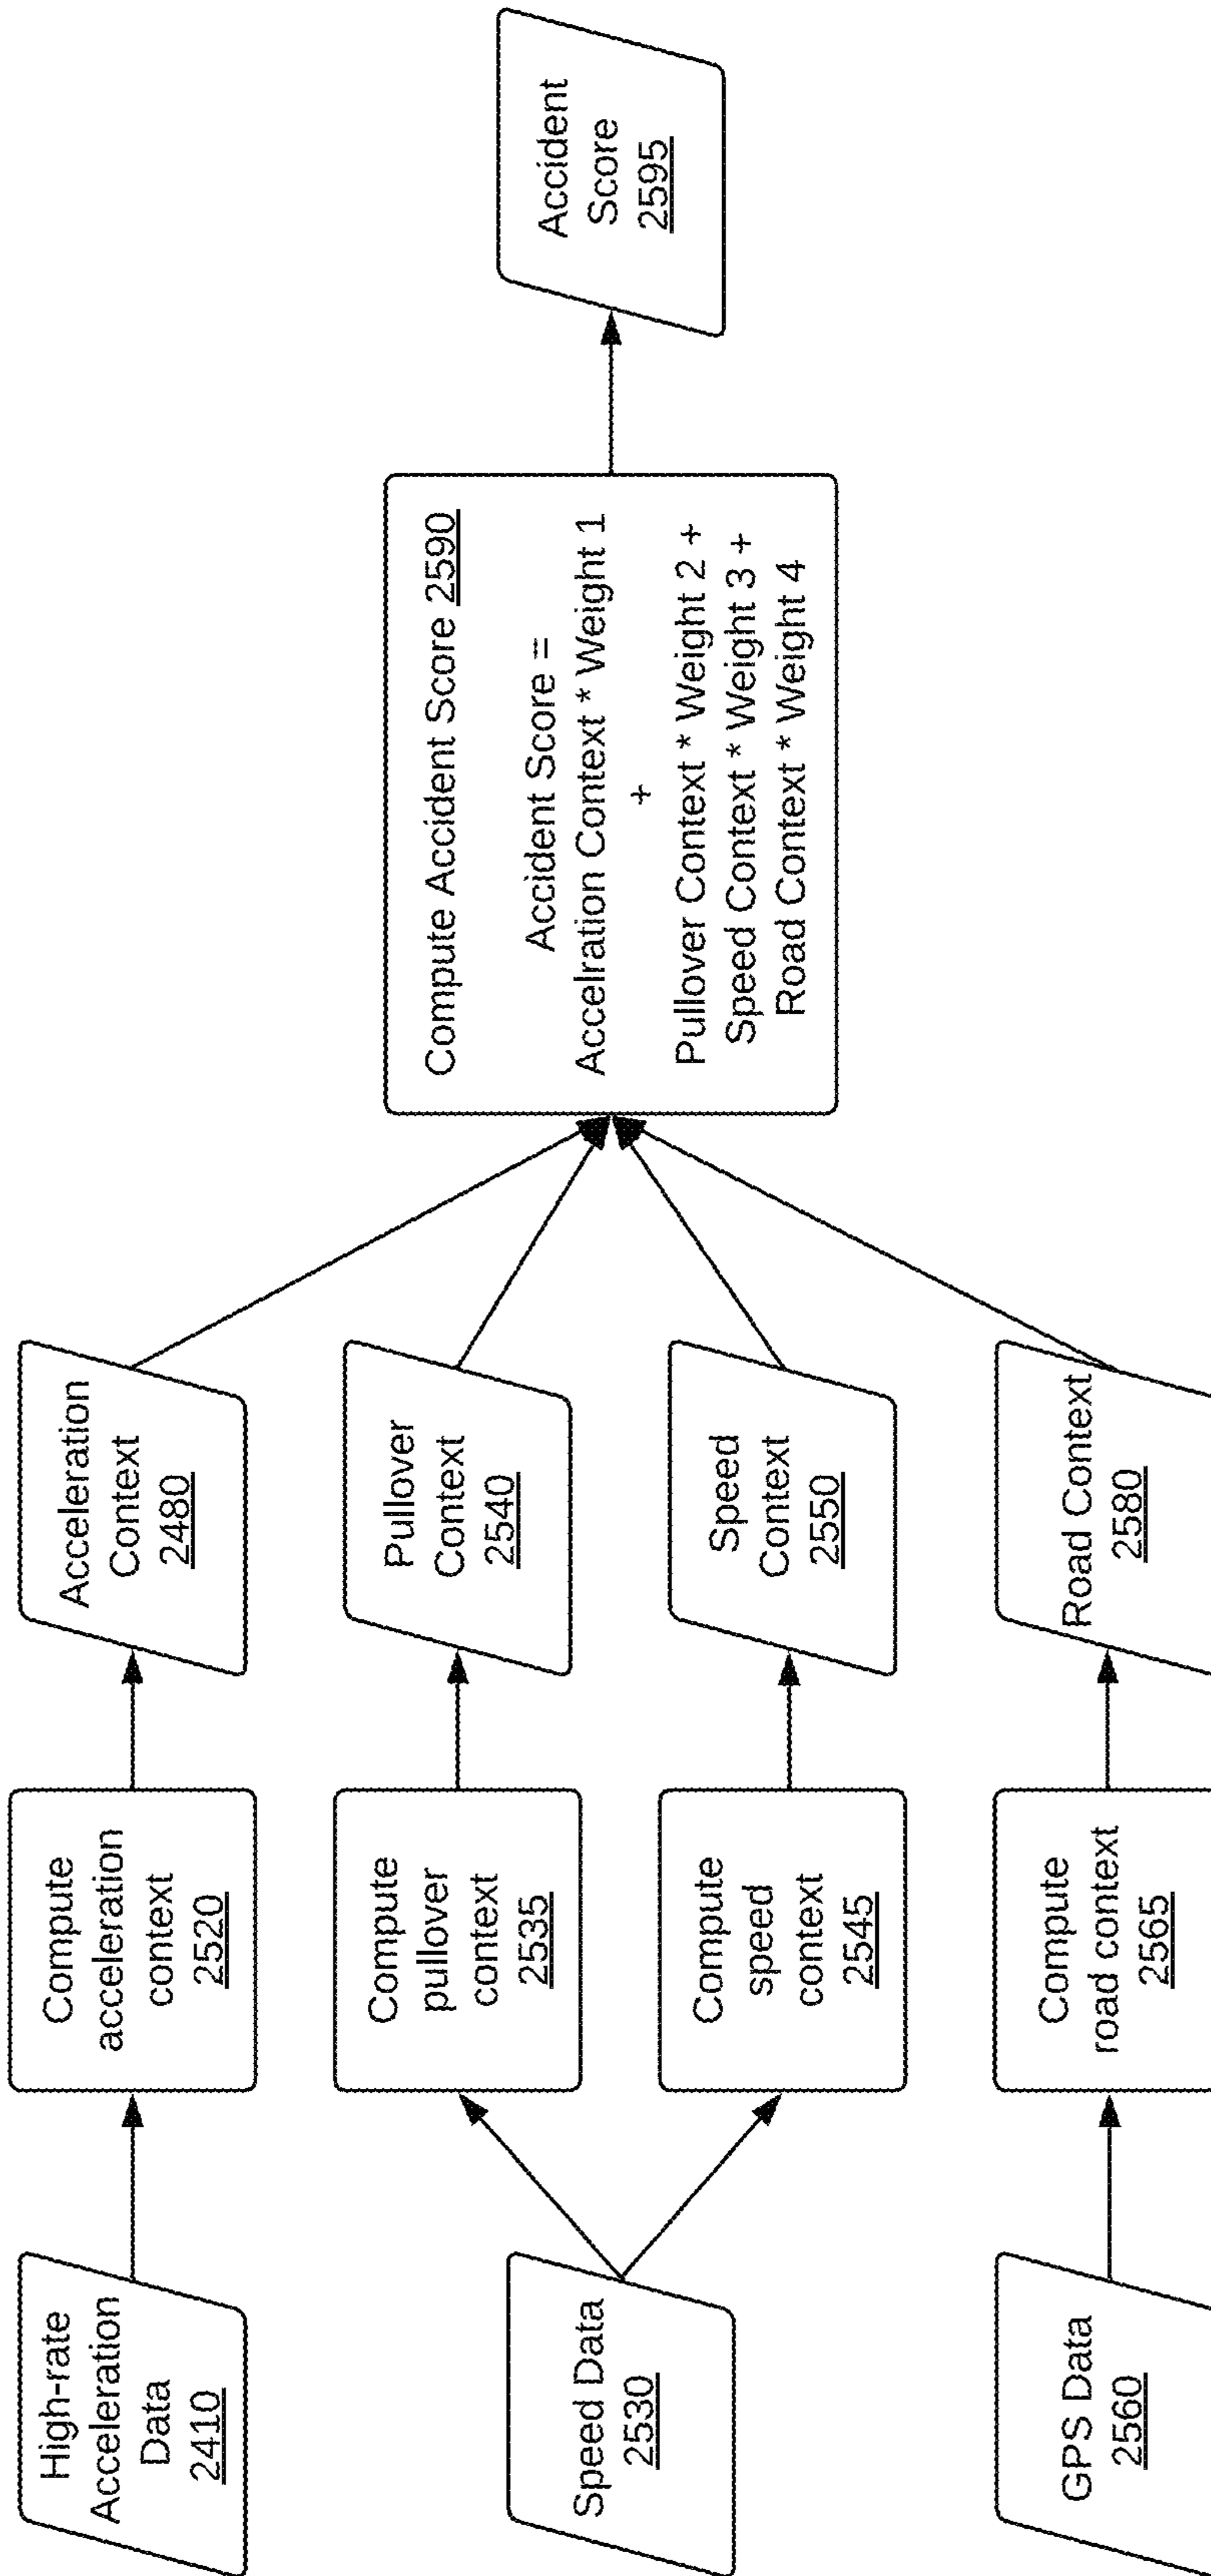 High-rate
Acceleration
Data
2410
Compute
acceleration
context
2520
Acceleration
Context
2480
Speed Data
2530
Compute
pullover
context
2535
Pullover
Context
2540
Compute
speed
context
2545
Speed
Context
2550
GPS Data
2560
Compute
road context
2565
Road Context
2580
Compute Accident Score 2590
Accident Score =
Accelration Context * Weight 1
+
Pullover Context * Weight 2 +
Speed Context * Weight 3 +
Road Context * Weight 4
Accident
Score
2595